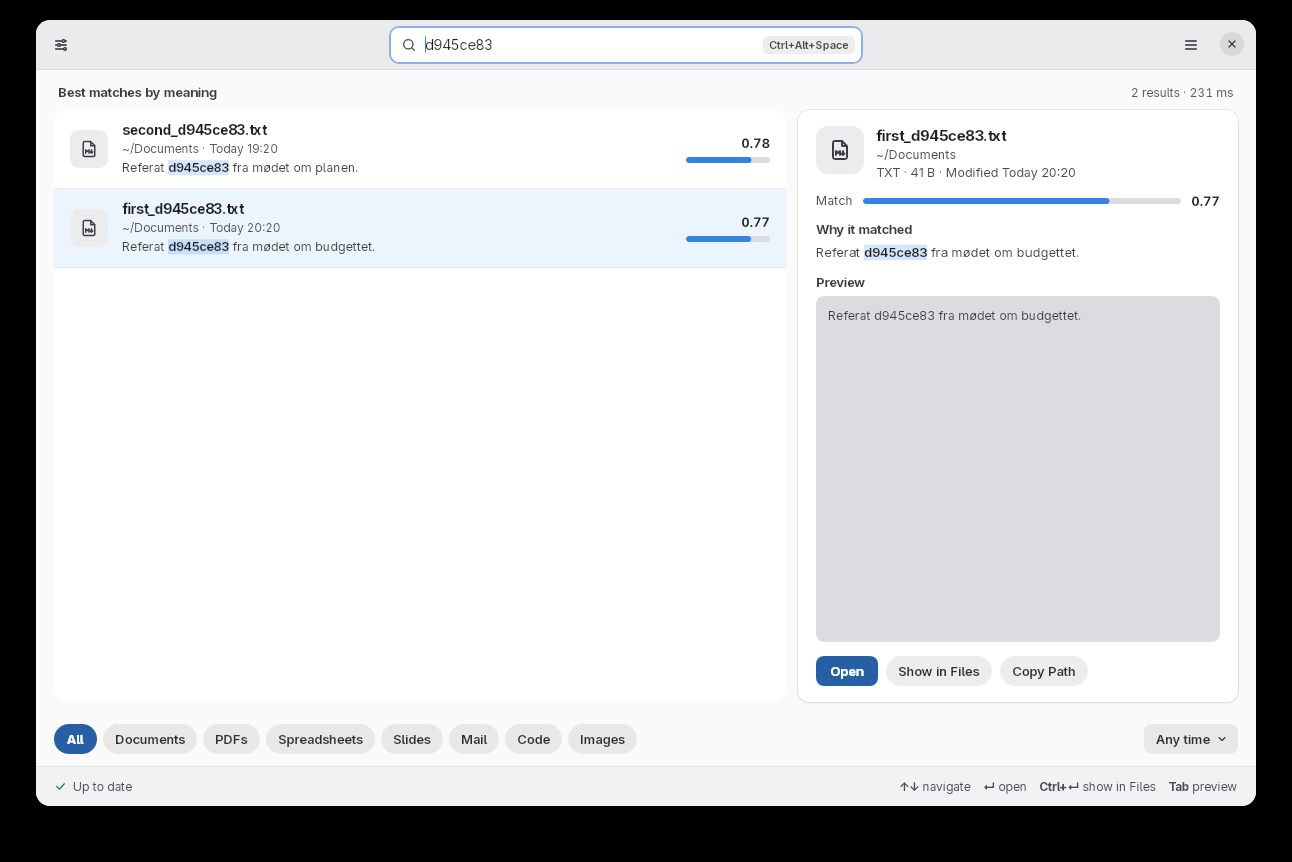 d945ce83 Ctrl+Alt+Space
Best matches by meaning
2 results · 231 ms
second_d945ce83.txt
~/Documents · Today 19:20
Referat d945ce83 fra mødet om planen.
0.78
first_d945ce83.txt
~/Documents · Today 20:20
Referat d945ce83 fra mødet om budgettet.
0.77
first_d945ce83.txt
~/Documents
TXT · 41 B · Modified Today 20:20
Match 0.77
Why it matched
Referat d945ce83 fra mødet om budgettet.
Preview
Referat d945ce83 fra mødet om budgettet.
Open Show in Files Copy Path
All Documents PDFs Spreadsheets Slides Mail Code Images Any time
Up to date
↑↓ navigate ↵ open Ctrl+↵ show in Files Tab preview